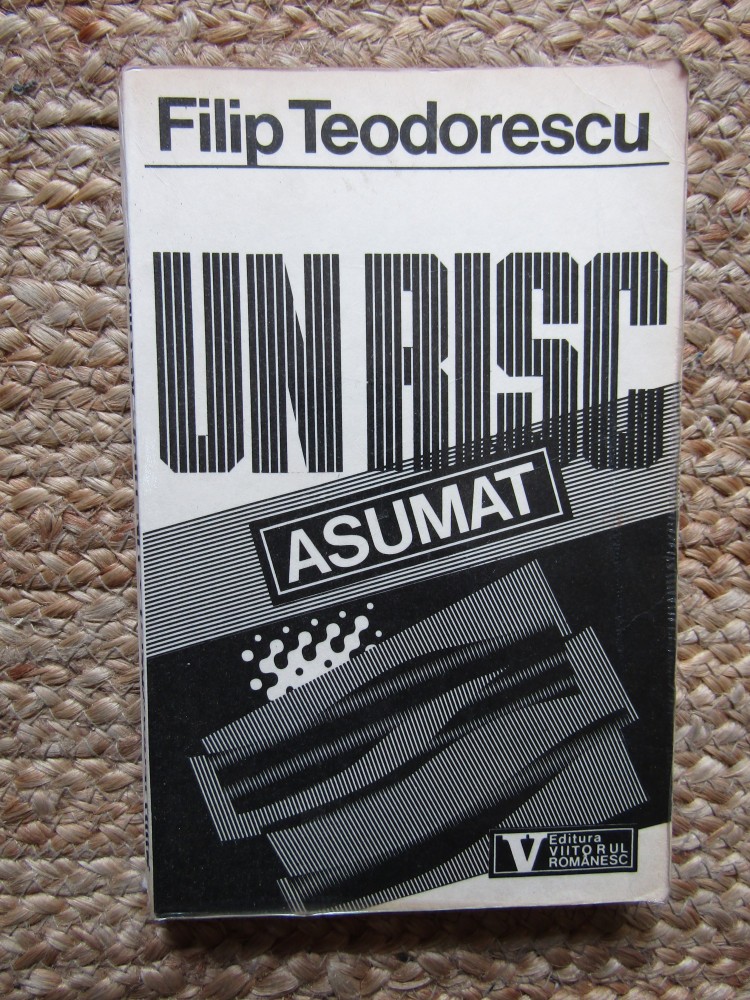 Filip Teodorescu
UN RISC
ASUMAT
Editura
VIITORUL
ROMÂNESC